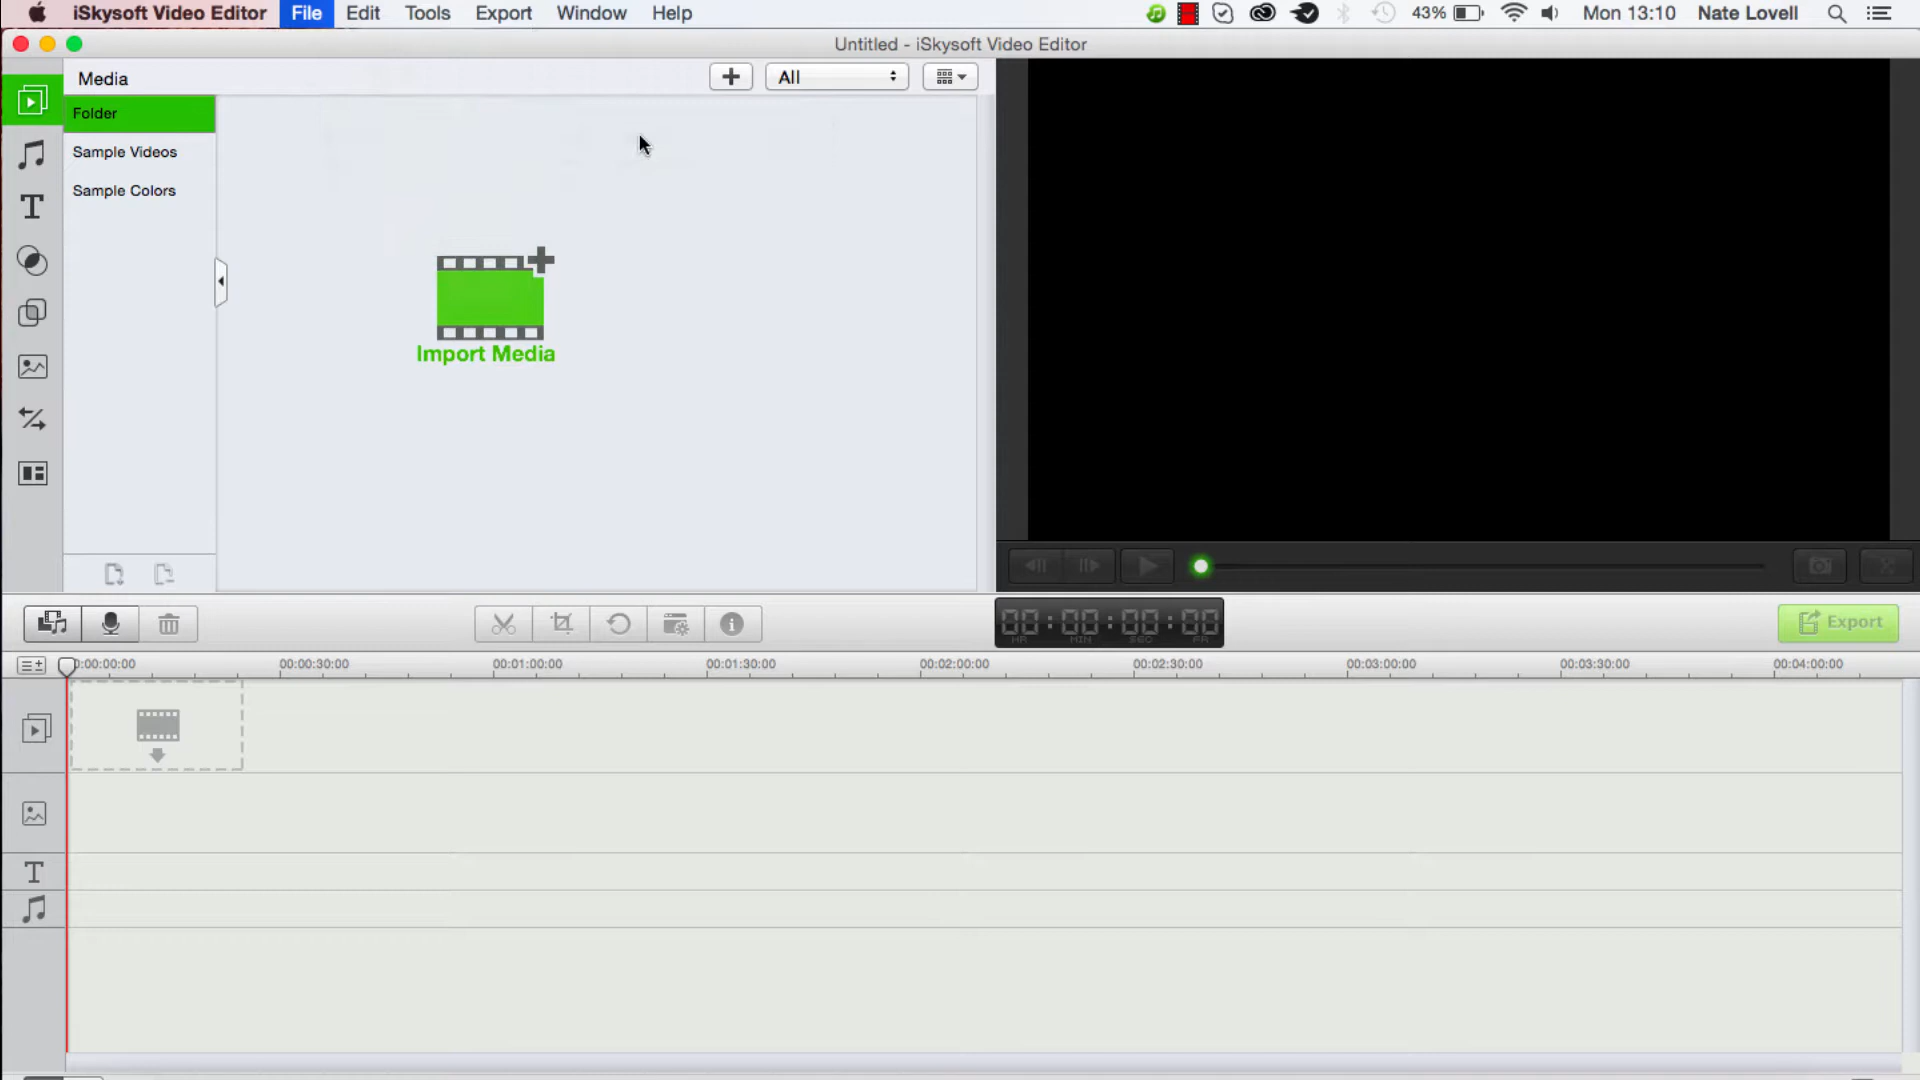 iSkysoft Video Editor File Edit Tools Export Window Help 43% Mon 13:10 Nate Lovell
Untitled - iSkysoft Video Editor
Media All
Folder
Sample Videos
Sample Colors
Import Media
00:00:00:00
HR MIN SEC FR
Export
0:00:00:00 00:00:30:00 00:01:00:00 00:01:30:00 00:02:00:00 00:02:30:00 00:03:00:00 00:03:30:00 00:04:00:00
T